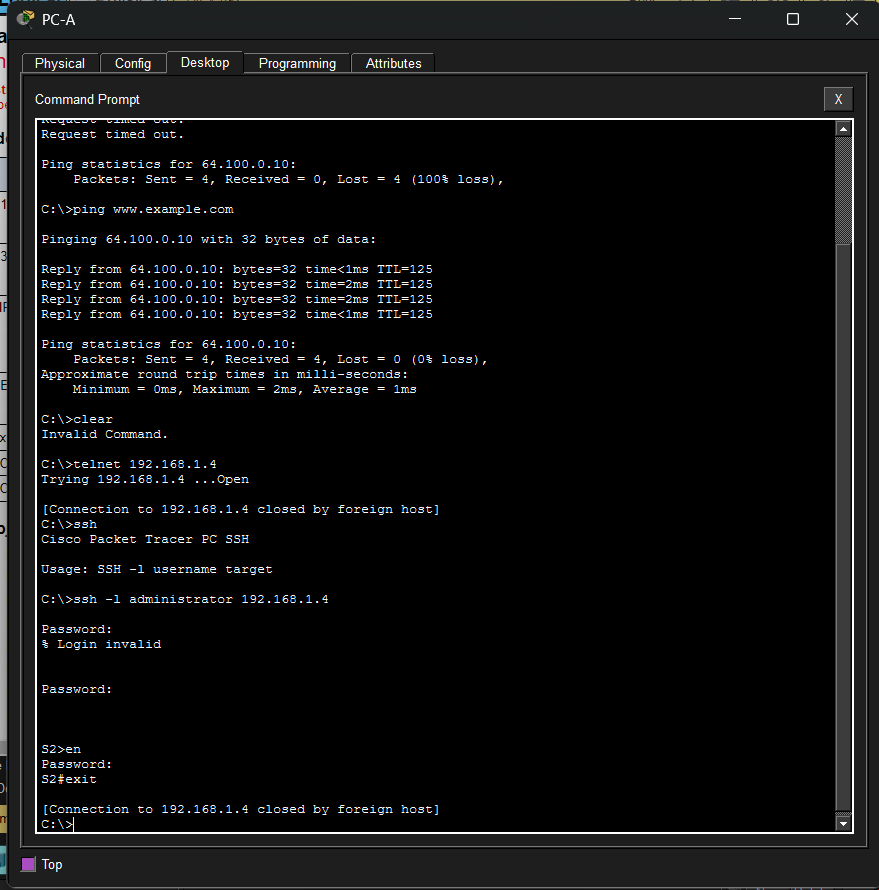 PC-A
Physical
Config
Desktop
Programming
Attributes
Command Prompt
X
Request timed out.
Request timed out.
Ping statistics for 64.100.0.10:
Packets: Sent = 4, Received = 0, Lost = 4 (100% loss),
C:\>ping www.example.com
Pinging 64.100.0.10 with 32 bytes of data:
Reply from 64.100.0.10: bytes=32 time<1ms TTL=125
Reply from 64.100.0.10: bytes=32 time=2ms TTL=125
Reply from 64.100.0.10: bytes=32 time=2ms TTL=125
Reply from 64.100.0.10: bytes=32 time<1ms TTL=125
Ping statistics for 64.100.0.10:
Packets: Sent = 4, Received = 4, Lost = 0 (0% loss),
Approximate round trip times in milli-seconds:
Minimum = 0ms, Maximum = 2ms, Average = 1ms
C:\>clear
Invalid Command.
C:\>telnet 192.168.1.4
Trying 192.168.1.4 ...Open
[Connection to 192.168.1.4 closed by foreign host]
C:\>ssh
Cisco Packet Tracer PC SSH
Usage: SSH -l username target
C:\>ssh -l administrator 192.168.1.4
Password:
% Login invalid
Password:
S2>en
Password:
S2#exit
[Connection to 192.168.1.4 closed by foreign host]
C:\>
Top